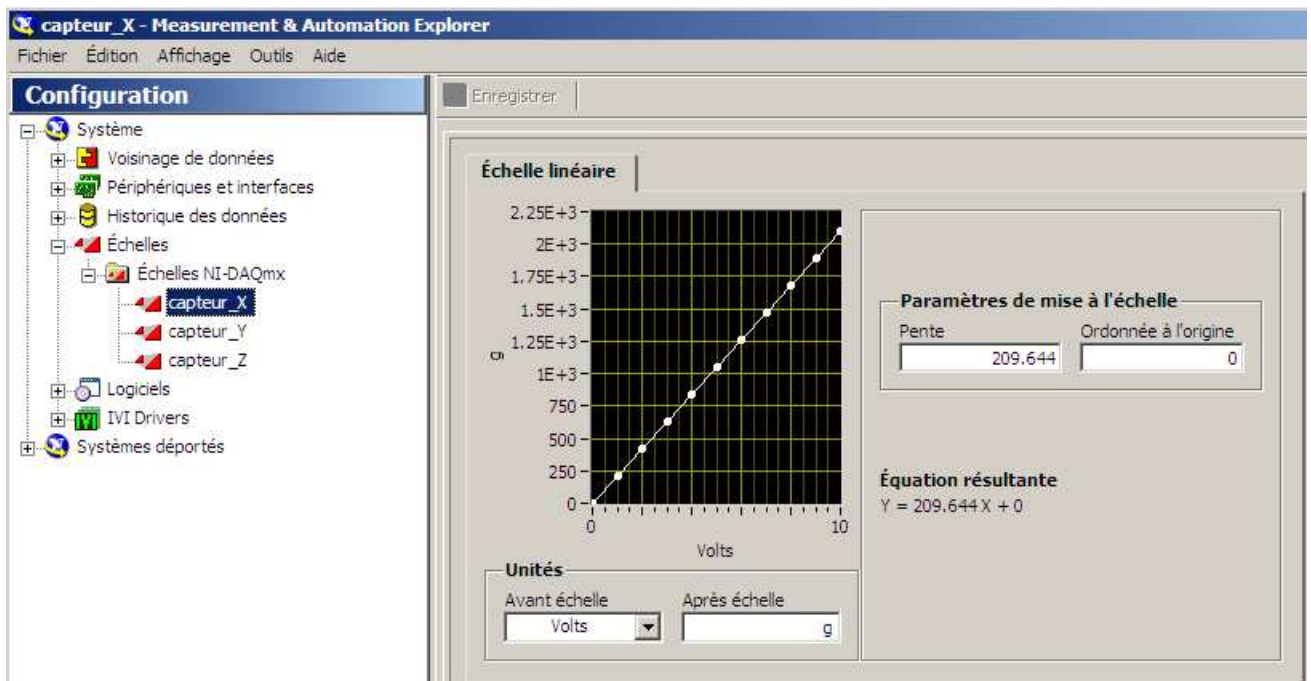 capteur_X - Measurement & Automation Explorer
Fichier Édition Affichage Outils Aide
Configuration
Système
Voisinage de données
Périphériques et interfaces
Historique des données
Échelles
Échelles NI-DAQmx
capteur_X
capteur_Y
capteur_Z
Logiciels
IVI Drivers
Systèmes déportés
Enregistrer
Échelle linéaire
2.25E+3
2E+3
1.75E+3
1.5E+3
1.25E+3
1E+3
750
500
250
0
g
0 10
Volts
Unités
Avant échelle Après échelle
Volts g
Paramètres de mise à l'échelle
Pente Ordonnée à l'origine
209.644 0
Équation résultante
Y = 209.644 X + 0